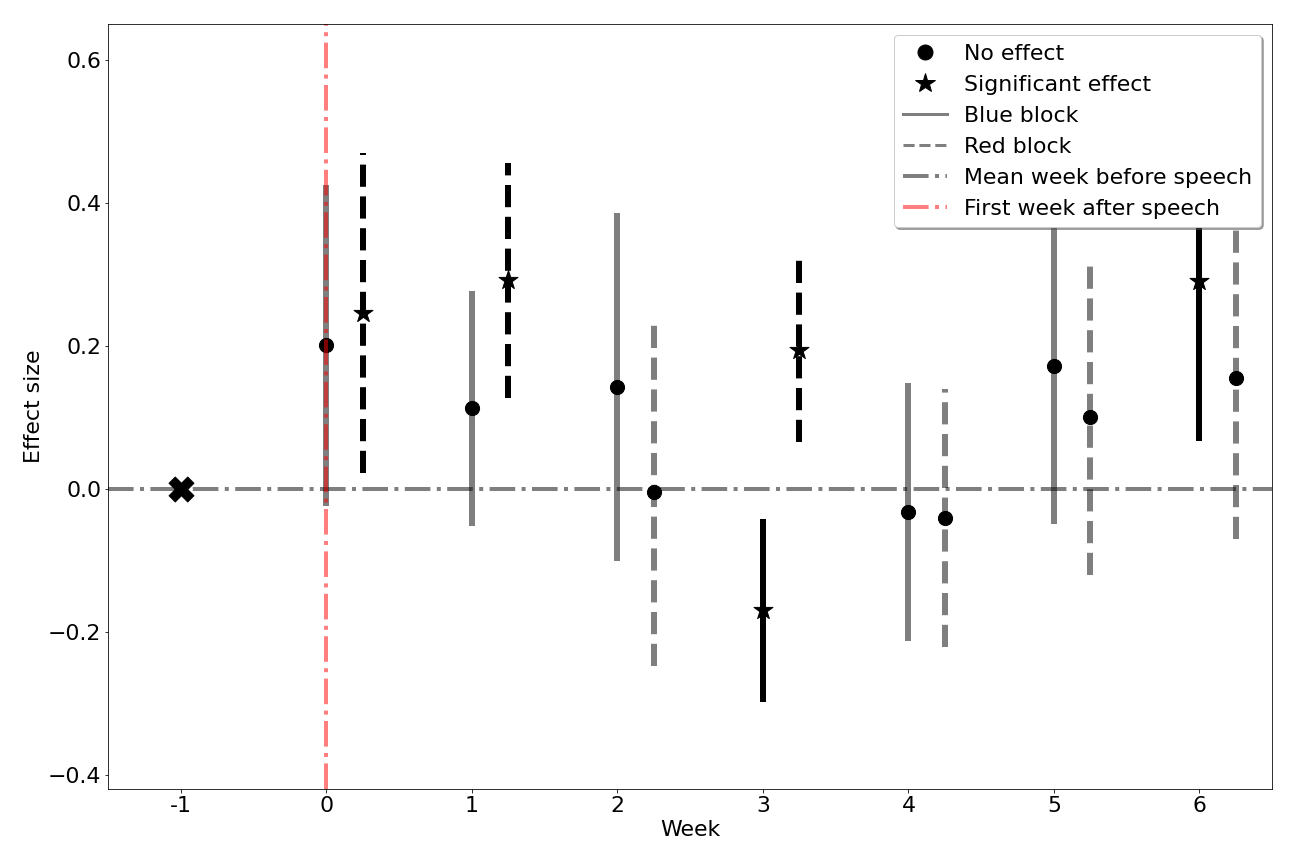 0.6
0.4
0.2
0.0
−0.2
−0.4
Effect size
-1 0 1 2 3 4 5 6
Week
No effect
Significant effect
Blue block
Red block
Mean week before speech
First week after speech